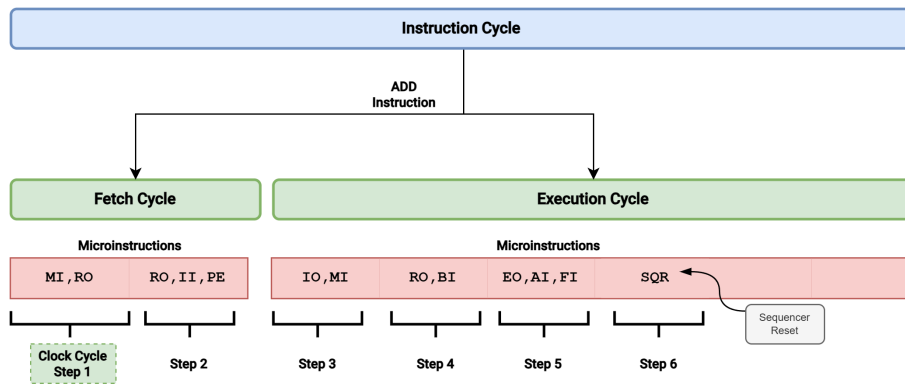 Instruction Cycle
ADD
Instruction
Fetch Cycle
Execution Cycle
Microinstructions
Microinstructions
MI,RO
RO,II,PE
IO,MI
RO,BI
EO,AI,FI
SQR
Sequencer
Reset
Clock Cycle
Step 1
Step 2
Step 3
Step 4
Step 5
Step 6